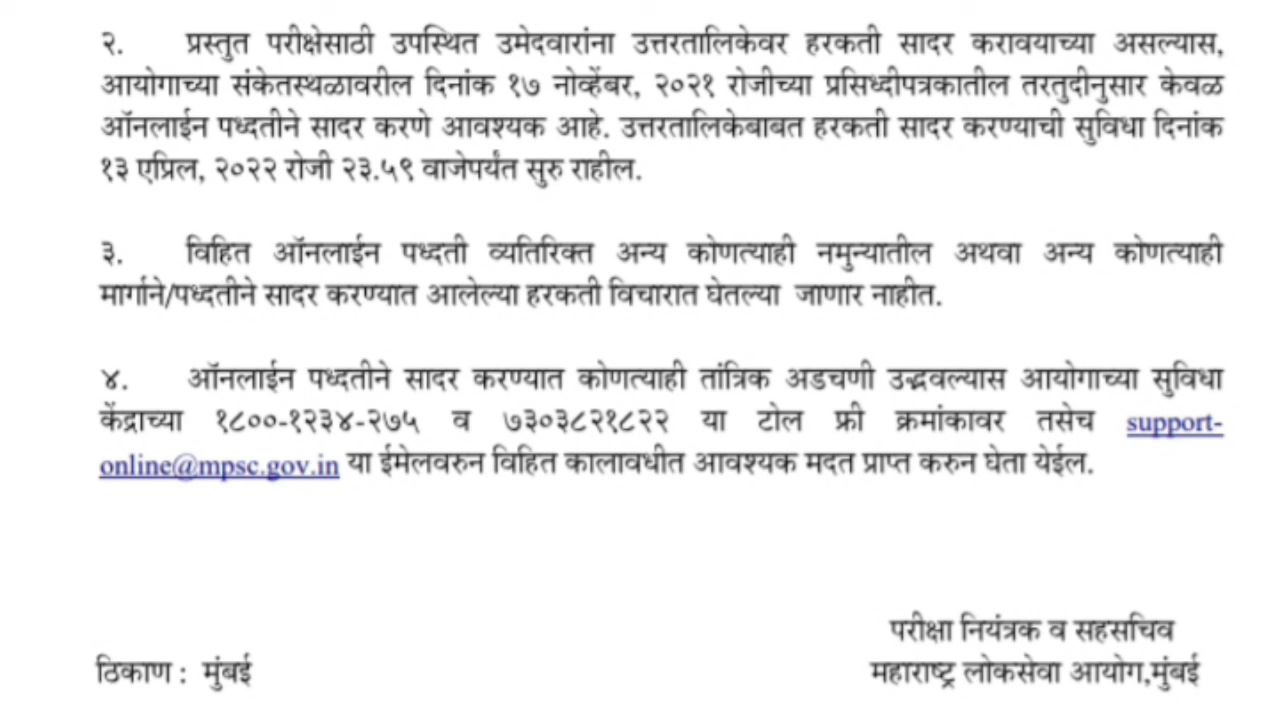 २. प्रस्तुत परीक्षेसाठी उपस्थित उमेदवारांना उत्तरतालिकेवर हरकती सादर करावयाच्या असल्यास,
आयोगाच्या संकेतस्थळावरील दिनांक १७ नोव्हेंबर, २०२१ रोजीच्या प्रसिध्दीपत्रकातील तरतुदीनुसार केवळ
ऑनलाईन पध्दतीने सादर करणे आवश्यक आहे. उत्तरतालिकेबाबत हरकती सादर करण्याची सुविधा दिनांक
१३ एप्रिल, २०२२ रोजी २३.५९ वाजेपर्यंत सुरु राहील.
३. विहित ऑनलाईन पध्दती व्यतिरिक्त अन्य कोणत्याही नमुन्यातील अथवा अन्य कोणत्याही
मार्गाने/पध्दतीने सादर करण्यात आलेल्या हरकती विचारात घेतल्या जाणार नाहीत.
४. ऑनलाईन पध्दतीने सादर करण्यात कोणत्याही तांत्रिक अडचणी उद्भवल्यास आयोगाच्या सुविधा
केंद्राच्या १८००-१२३४-२७५ व ७३०३८२१८२२ या टोल फ्री क्रमांकावर तसेच support-
online@mpsc.gov.in या ईमेलवरुन विहित कालावधीत आवश्यक मदत प्राप्त करुन घेता येईल.
परीक्षा नियंत्रक व सहसचिव
ठिकाण : मुंबई महाराष्ट्र लोकसेवा आयोग,मुंबई